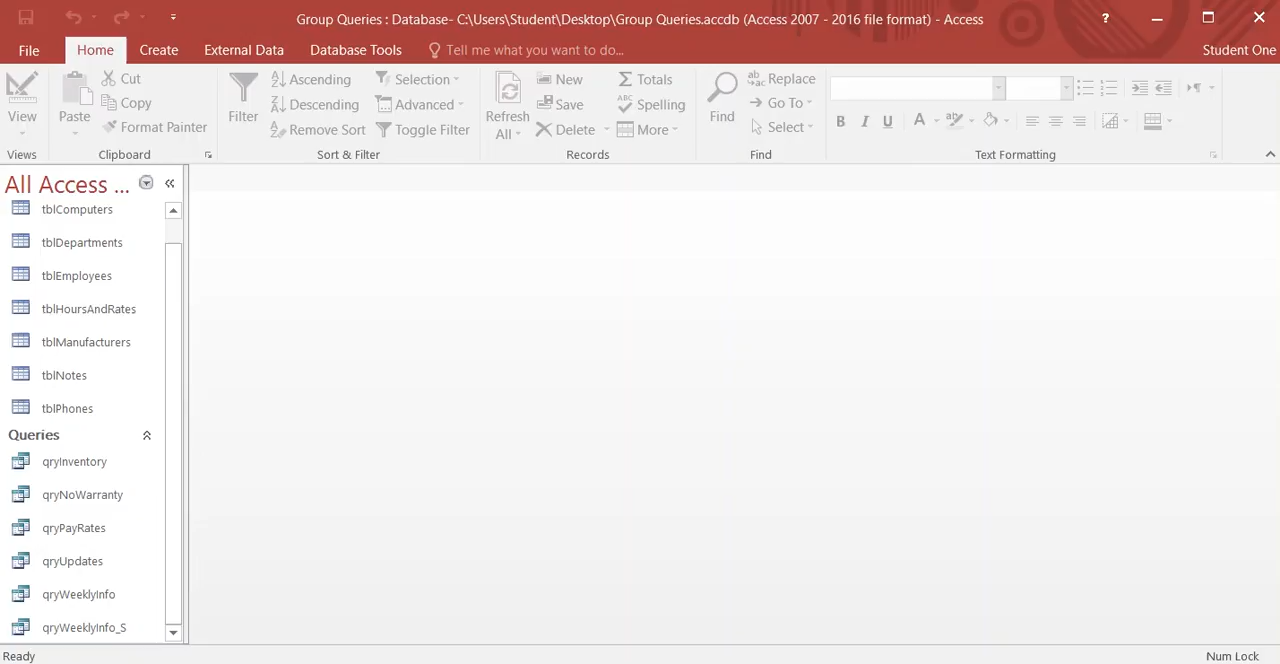 Group Queries : Database- C:\Users\Student\Desktop\Group Queries.accdb (Access 2007 - 2016 file format) - Access
?
File Home Create External Data Database Tools Tell me what you want to do... Student One
View
Views
Paste
Cut
Copy
Format Painter
Clipboard
Filter
Ascending
Descending
Remove Sort
Selection
Advanced
Toggle Filter
Sort & Filter
Refresh
All
New
Save
Delete
Totals
Spelling
More
Records
Find
Replace
Go To
Select
Find
B I U A
Text Formatting
All Access ...
tblComputers
tblDepartments
tblEmployees
tblHoursAndRates
tblManufacturers
tblNotes
tblPhones
Queries
qryInventory
qryNoWarranty
qryPayRates
qryUpdates
qryWeeklyInfo
qryWeeklyInfo_S
Ready
Num Lock